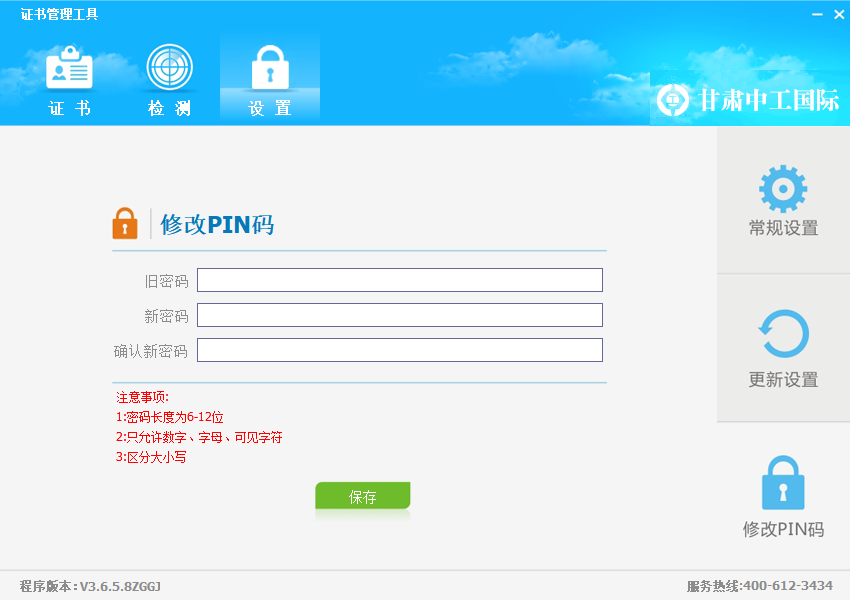 证书管理工具
证 书
检 测
设 置
甘肃中工国际
修改PIN码
旧密码
新密码
确认新密码
注意事项:
1:密码长度为6-12位
2:只允许数字、字母、可见字符
3:区分大小写
保存
常规设置
更新设置
修改PIN码
程序版本:V3.6.5.8ZGGJ
服务热线:400-612-3434